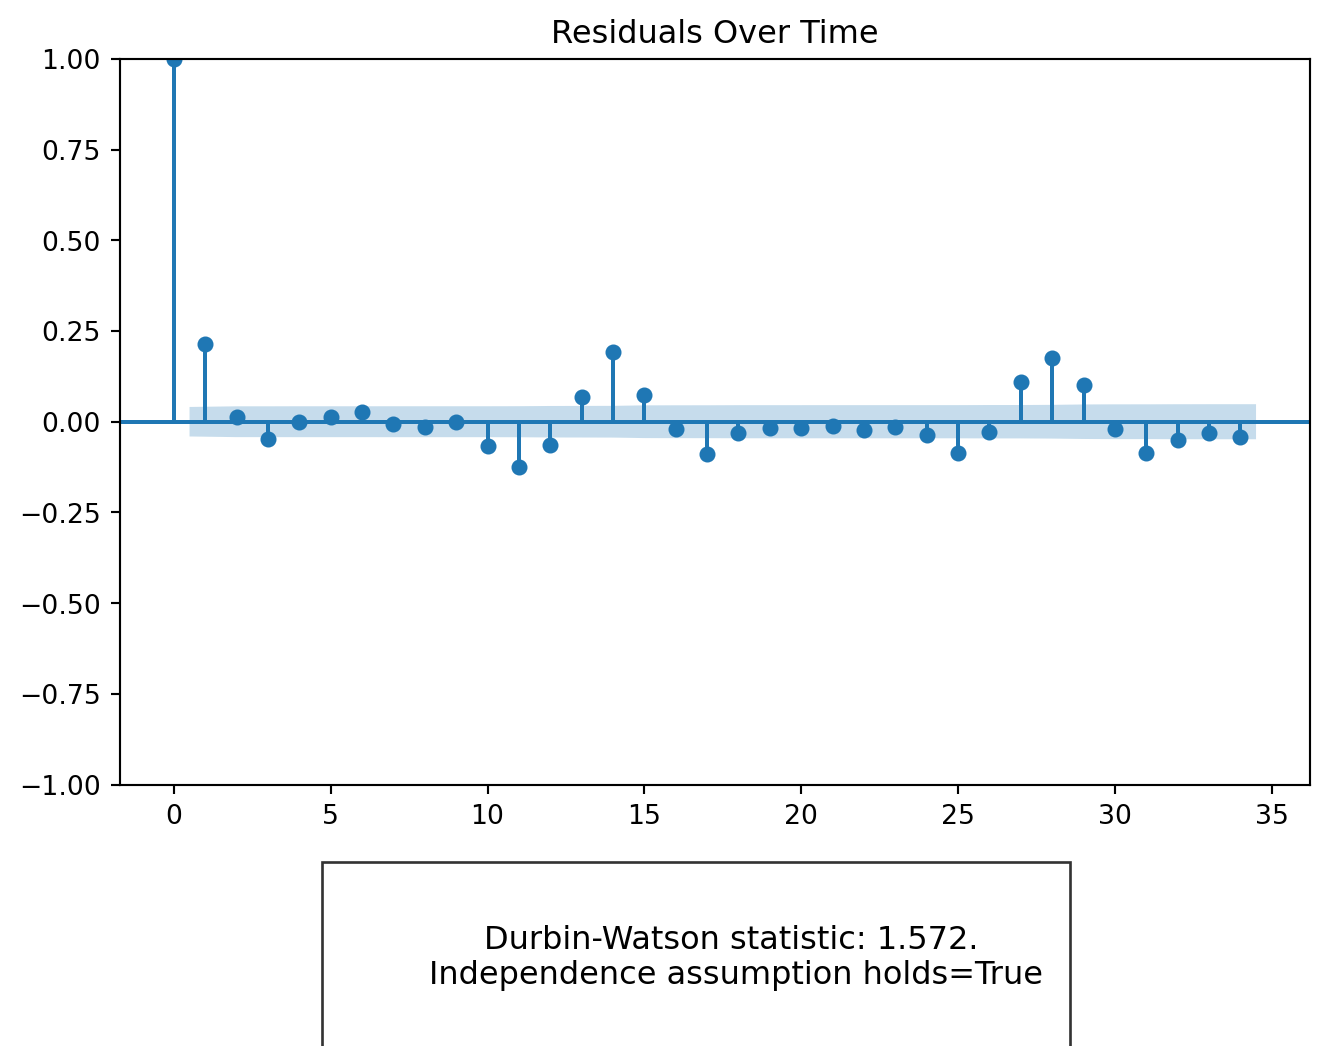 Residuals Over Time
1.00
0.75
0.50
0.25
0.00
−0.25
−0.50
−0.75
−1.00
0 5 10 15 20 25 30 35
Durbin-Watson statistic: 1.572.
Independence assumption holds=True